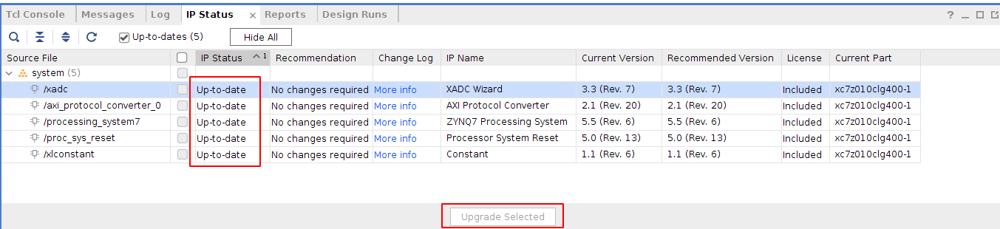 Tcl Console Messages Log IP Status × Reports Design Runs ?
Up-to-dates (5) Hide All
Source File IP Status 1 Recommendation Change Log IP Name Current Version Recommended Version License Current Part
system (5)
/xadc Up-to-date No changes required More info XADC Wizard 3.3 (Rev. 7) 3.3 (Rev. 7) Included xc7z010clg400-1
/axi_protocol_converter_0 Up-to-date No changes required More info AXI Protocol Converter 2.1 (Rev. 20) 2.1 (Rev. 20) Included xc7z010clg400-1
/processing_system7 Up-to-date No changes required More info ZYNQ7 Processing System 5.5 (Rev. 6) 5.5 (Rev. 6) Included xc7z010clg400-1
/proc_sys_reset Up-to-date No changes required More info Processor System Reset 5.0 (Rev. 13) 5.0 (Rev. 13) Included xc7z010clg400-1
/xlconstant Up-to-date No changes required More info Constant 1.1 (Rev. 6) 1.1 (Rev. 6) Included xc7z010clg400-1
Upgrade Selected